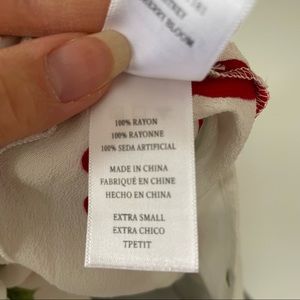 100% RAYON
100% RAYONNE
100% SEDA ARTIFICIAL
MADE IN CHINA
FABRIQUÉ EN CHINE
HECHO EN CHINA
EXTRA SMALL
EXTRA CHICO
TPETIT